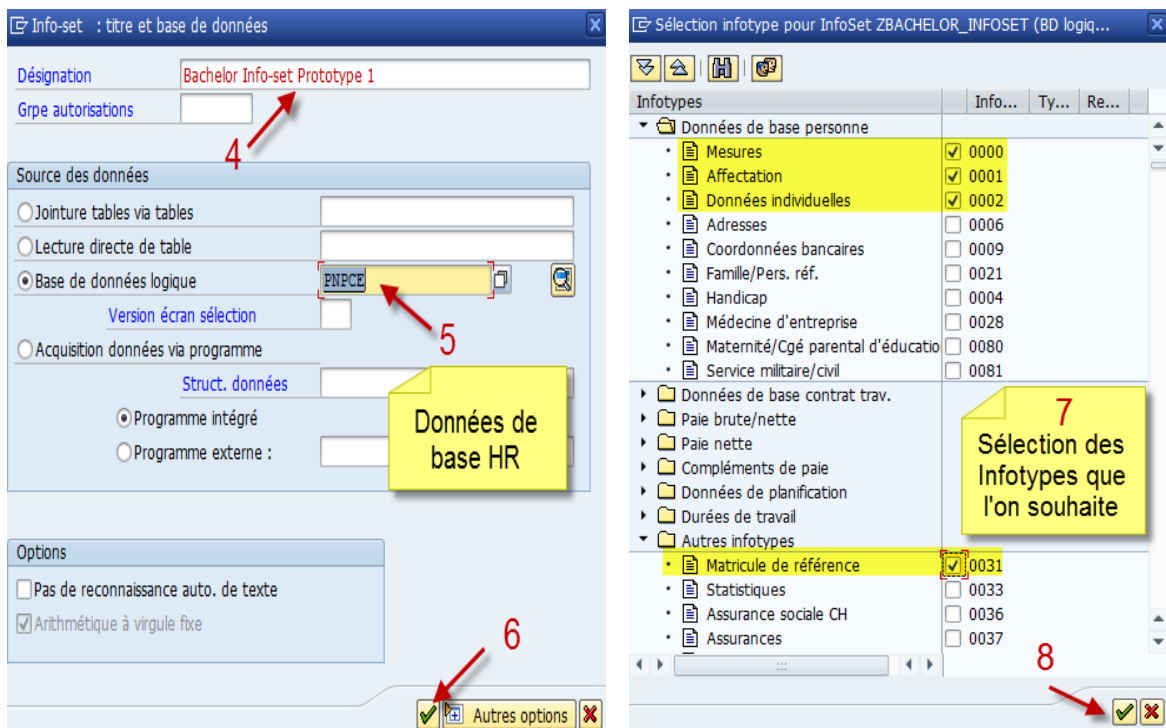 Info-set : titre et base de données
Désignation Bachelor Info-set Prototype 1
Grpe autorisations
4
Source des données
Jointure tables via tables
Lecture directe de table
Base de données logique PNPCE
Version écran sélection
5
Acquisition données via programme
Struct. données
Programme intégré
Programme externe :
Données de
base HR
Options
Pas de reconnaissance auto. de texte
Arithmétique à virgule fixe
6
Autres options
Sélection infotype pour InfoSet ZBACHELOR_INFOSET (BD logiq...
Infotypes Info... Ty... Re...
Données de base personne
Mesures 0000
Affectation 0001
Données individuelles 0002
Adresses 0006
Coordonnées bancaires 0009
Famille/Pers. réf. 0021
Handicap 0004
Médecine d'entreprise 0028
Maternité/Cgé parental d'éducatio 0080
Service militaire/civil 0081
Données de base contrat trav.
Paie brute/nette
Paie nette
Compléments de paie
Données de planification
Durées de travail
Autres infotypes
7
Sélection des
Infotypes que
l'on souhaite
Matricule de référence 0031
Statistiques 0033
Assurance sociale CH 0036
Assurances 0037
8